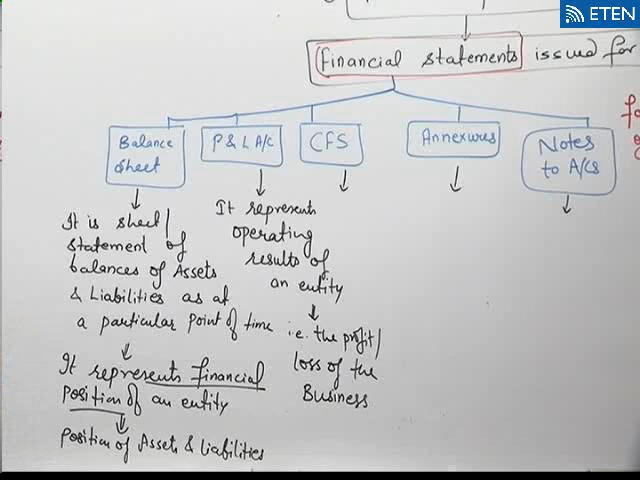 ETEN
financial statements issued for
Balance Sheet
P & L A/C
CFS
Annexures
Notes to A/Cs
It is sheet/
statement of
balances of Assets
& Liabilities as at
a particular point of time
It represents financial
position of an entity
position of Assets & liabilities
It represents
operating
results of
an entity
i.e. the profit/
loss of the
Business